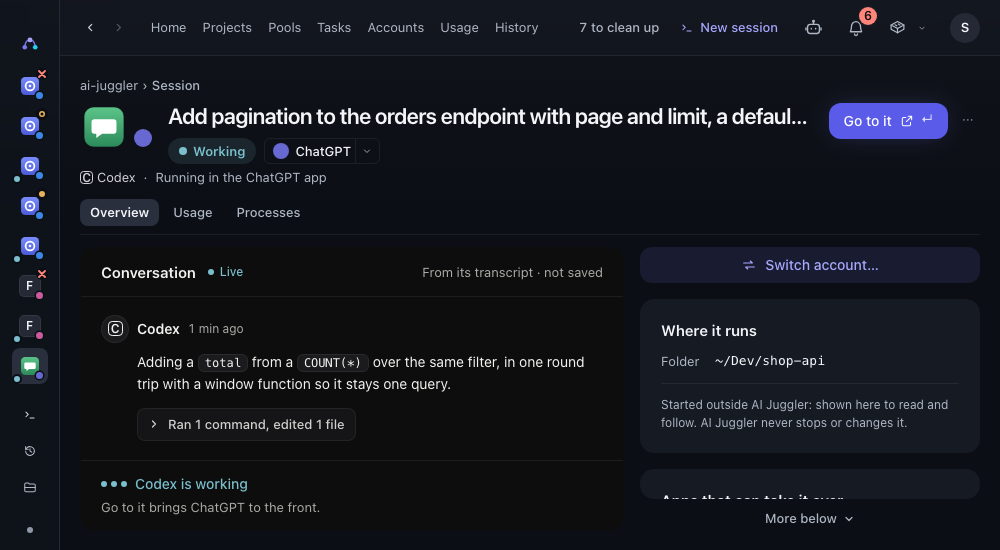 Home Projects Pools Tasks Accounts Usage History 7 to clean up New session 6 S
ai-juggler › Session
Add pagination to the orders endpoint with page and limit, a defaul...
Go to it
Working ChatGPT
Codex · Running in the ChatGPT app
Overview Usage Processes
Conversation Live From its transcript · not saved
Switch account...
Codex 1 min ago
Adding a total from a COUNT(*) over the same filter, in one round
trip with a window function so it stays one query.
Ran 1 command, edited 1 file
Codex is working
Go to it brings ChatGPT to the front.
Where it runs
Folder ~/Dev/shop-api
Started outside AI Juggler: shown here to read and
follow. AI Juggler never stops or changes it.
More below
F
F